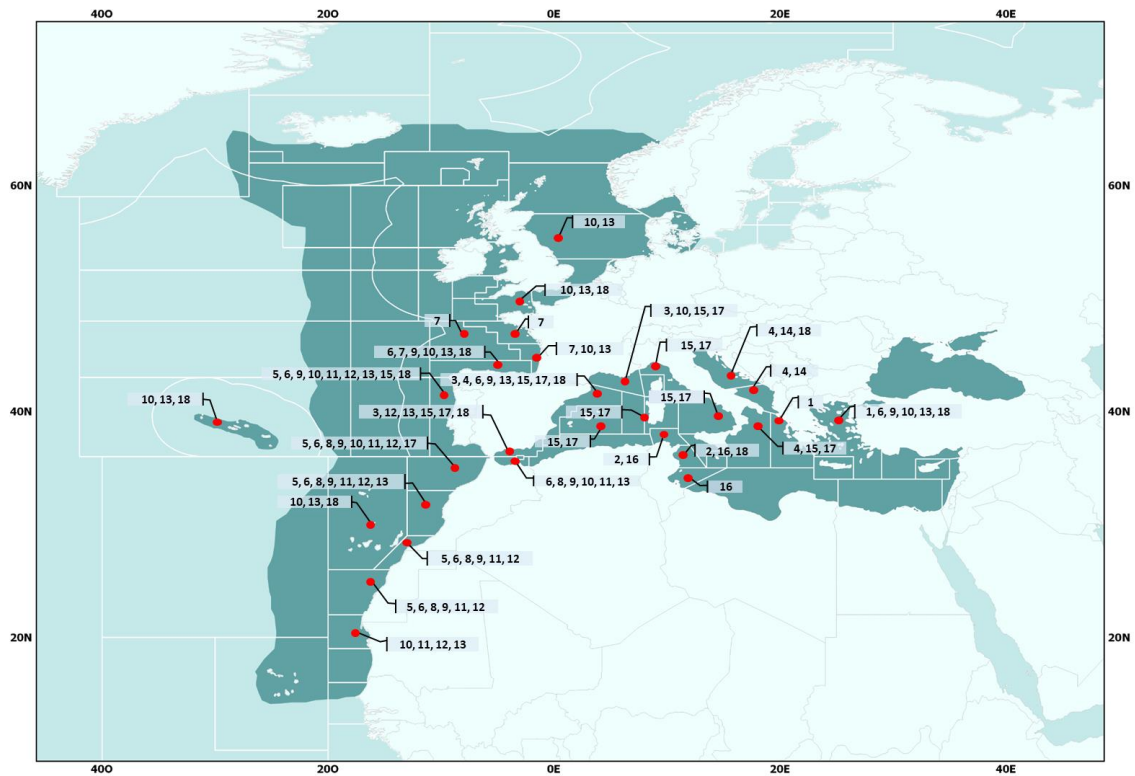 40O 20O 0E 20E 40E
60N 60N
10, 13
10, 13, 18
3, 10, 15, 17
7
7
4, 14, 18
15, 17
6, 7, 9, 10, 13, 18
7, 10, 13
5, 6, 9, 10, 11, 12, 13, 15, 18
3, 4, 6, 9, 13, 15, 17, 18
4, 14
10, 13, 18
15, 17
1
40N
3, 12, 13, 15, 17, 18
15, 17
1, 6, 9, 10, 13, 18
40N
5, 6, 8, 9, 10, 11, 12, 17
15, 17
4, 15, 17
2, 16
2, 16, 18
5, 6, 8, 9, 11, 12, 13
6, 8, 9, 10, 11, 13
16
10, 13, 18
5, 6, 8, 9, 11, 12
5, 6, 8, 9, 11, 12
20N 20N
10, 11, 12, 13
40O 20O 0E 20E 40E